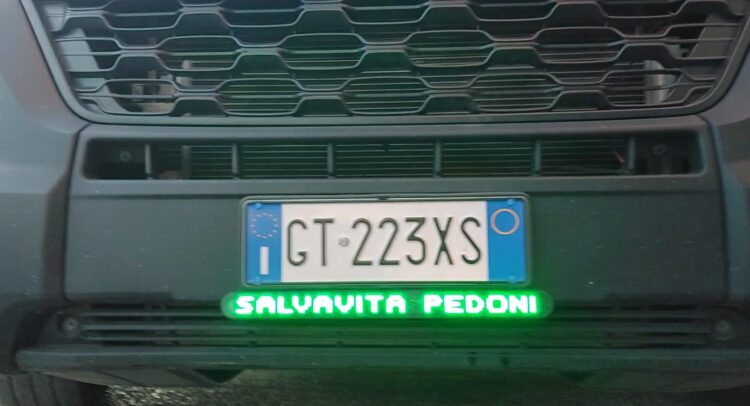 I GT 223XS
SALVAVITA PEDONI